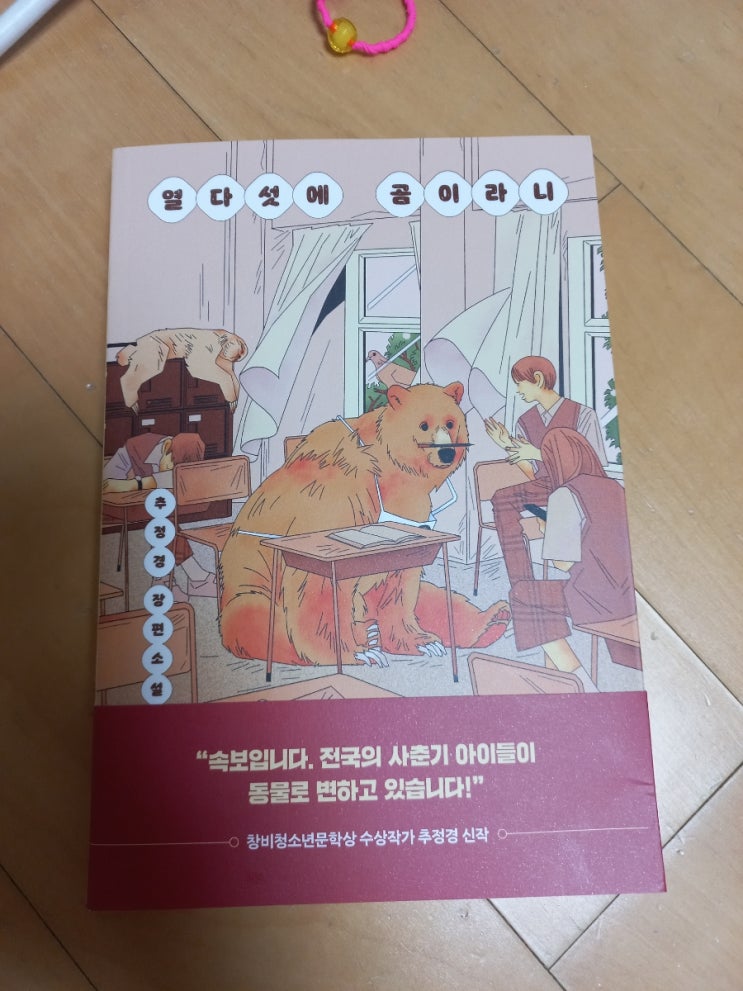 열다섯에 곰이라니
추정경 장편소설
“속보입니다. 전국의 사춘기 아이들이
동물로 변하고 있습니다!”
창비청소년문학상 수상작가 추정경 신작